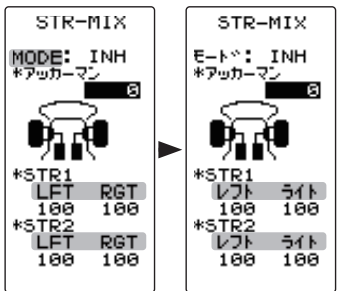 STR-MIX
MODE: INH
*アッカーマン
0
*STR1
LFT RGT
100 100
*STR2
LFT RGT
100 100
STR-MIX
モード: INH
*アッカーマン
0
*STR1
レフト ライト
100 100
*STR2
レフト ライト
100 100